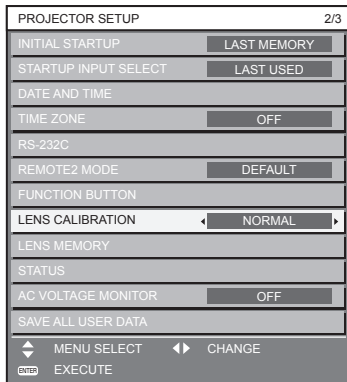 PROJECTOR SETUP 2/3
INITIAL STARTUP LAST MEMORY
STARTUP INPUT SELECT LAST USED
DATE AND TIME
TIME ZONE OFF
RS-232C
REMOTE2 MODE DEFAULT
FUNCTION BUTTON
LENS CALIBRATION NORMAL
LENS MEMORY
STATUS
AC VOLTAGE MONITOR OFF
SAVE ALL USER DATA
MENU SELECT CHANGE
ENTER EXECUTE